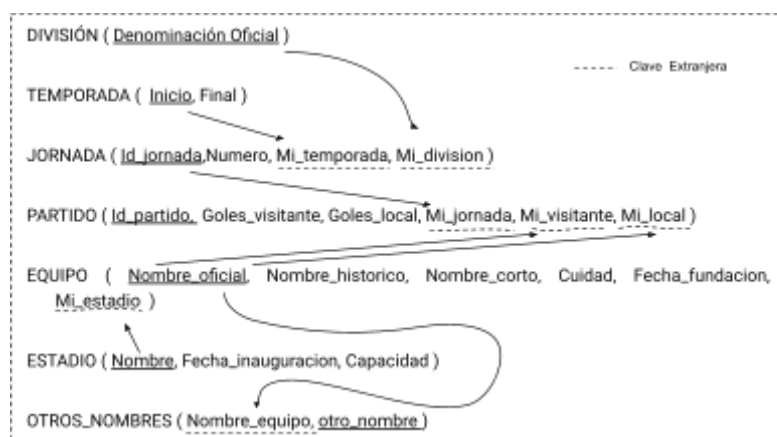 DIVISIÓN ( Denominación Oficial )
Clave Extranjera
TEMPORADA ( Inicio, Final )
JORNADA ( Id_jornada,Numero, Mi_temporada, Mi_division )
PARTIDO ( Id_partido, Goles_visitante, Goles_local, Mi_jornada, Mi_visitante, Mi_local )
EQUIPO ( Nombre_oficial, Nombre_historico, Nombre_corto, Cuidad, Fecha_fundacion,
Mi_estadio )
ESTADIO ( Nombre, Fecha_inauguracion, Capacidad )
OTROS_NOMBRES ( Nombre_equipo, otro_nombre )